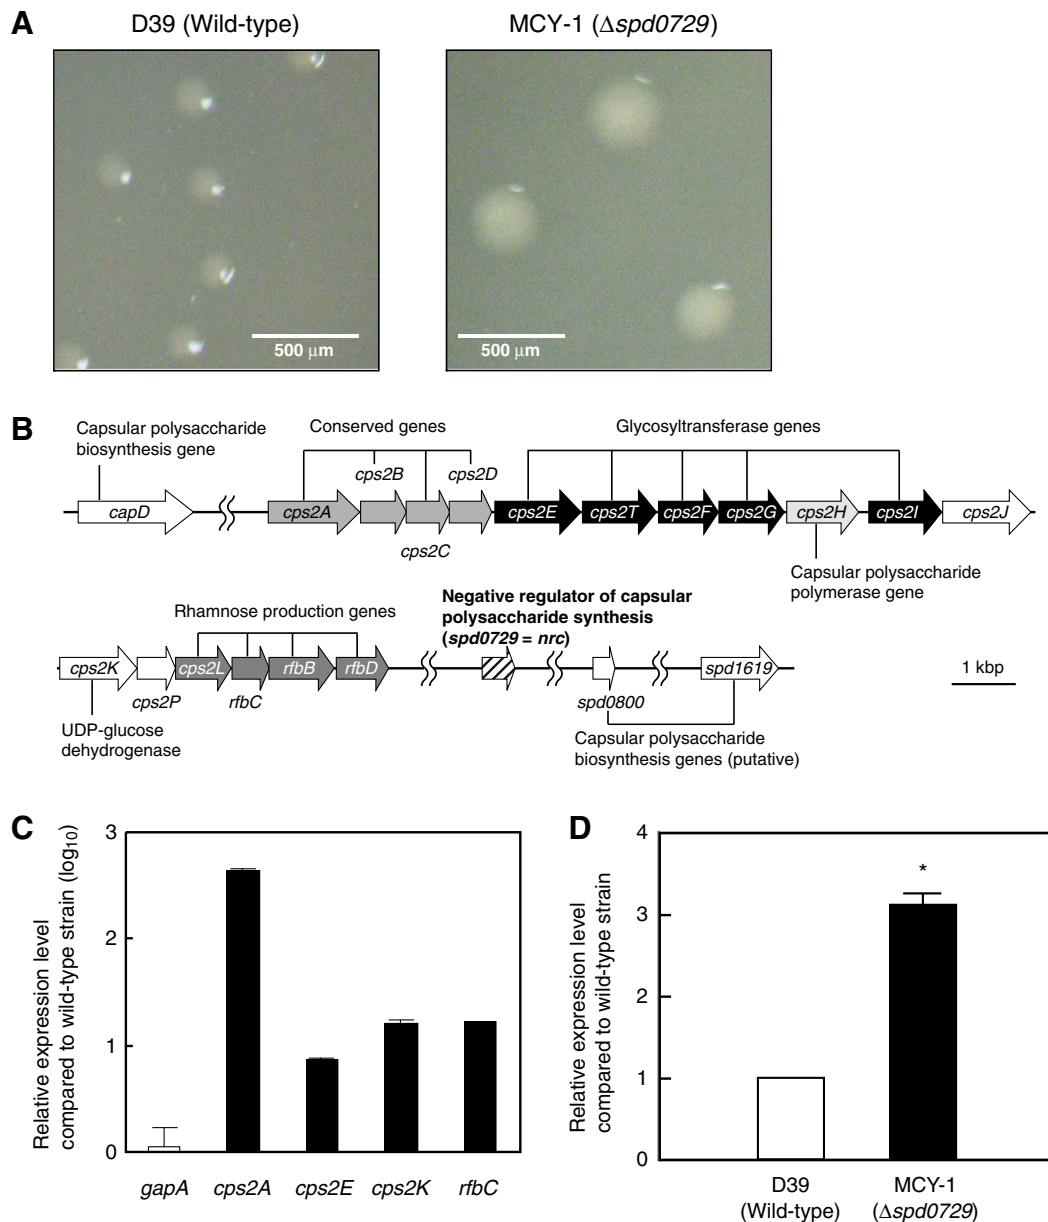 A
D39 (Wild-type)
MCY-1 (Δspd0729)
500 μm
500 μm
B
Capsular polysaccharide
biosynthesis gene
Conserved genes
Glycosyltransferase genes
cps2B
cps2D
capD
cps2A
cps2E
cps2T
cps2F
cps2G
cps2H
cps2I
cps2J
cps2C
Capsular polysaccharide
polymerase gene
Rhamnose production genes
Negative regulator of capsular
polysaccharide synthesis
(spd0729 = nrc)
cps2K
cps2L
rfbB
rfbD
spd1619
1 kbp
cps2P
rfbC
spd0800
UDP-glucose
dehydrogenase
Capsular polysaccharide
biosynthesis genes (putative)
C
Relative expression level
compared to wild-type strain (log10)
3
2
1
0
gapA
cps2A
cps2E
cps2K
rfbC
D
Relative expression level
compared to wild-type strain
4
3
2
1
0
*
D39
(Wild-type)
MCY-1
(Δspd0729)